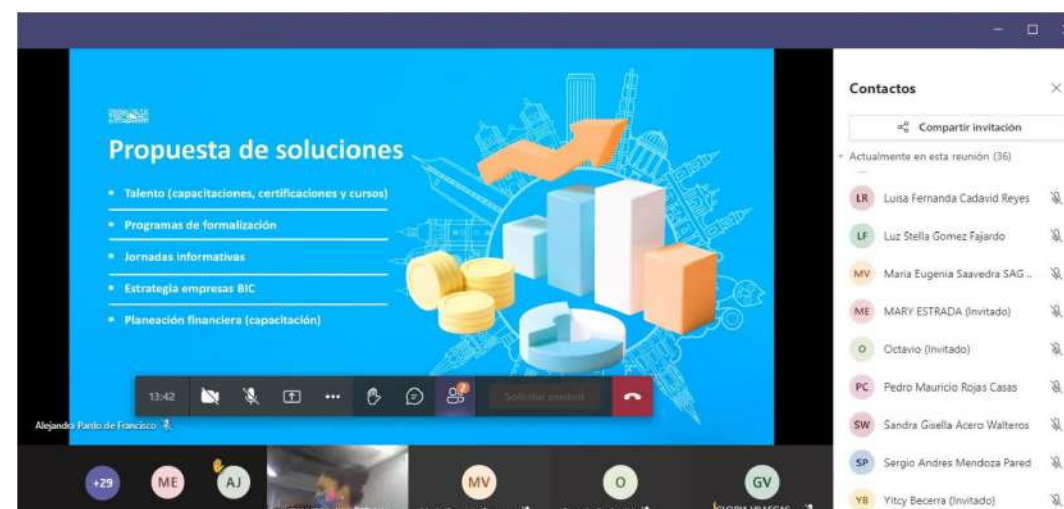 Propuesta de soluciones
• Talento (capacitaciones, certificaciones y cursos)
• Programas de formalización
• Jornadas informativas
• Estrategia empresas BIC
• Planeación financiera (capacitación)
13:42
2
Solicitar control
Alejandra Pardo de Francisco
+29
ME
AJ
MV
O
GV
GLORIA VILLEGAS
Contactos
Compartir invitación
Actualmente en esta reunión (36)
LR Luisa Fernanda Cadavid Reyes
LF Luz Stella Gomez Fajardo
MV Maria Eugenia Saavedra SAG ..
ME MARY ESTRADA (Invitado)
O Octavio (Invitado)
PC Pedro Mauricio Rojas Casas
SW Sandra Gisella Acero Walteros
SP Sergio Andres Mendoza Pared
YB Yitcy Becerra (Invitado)